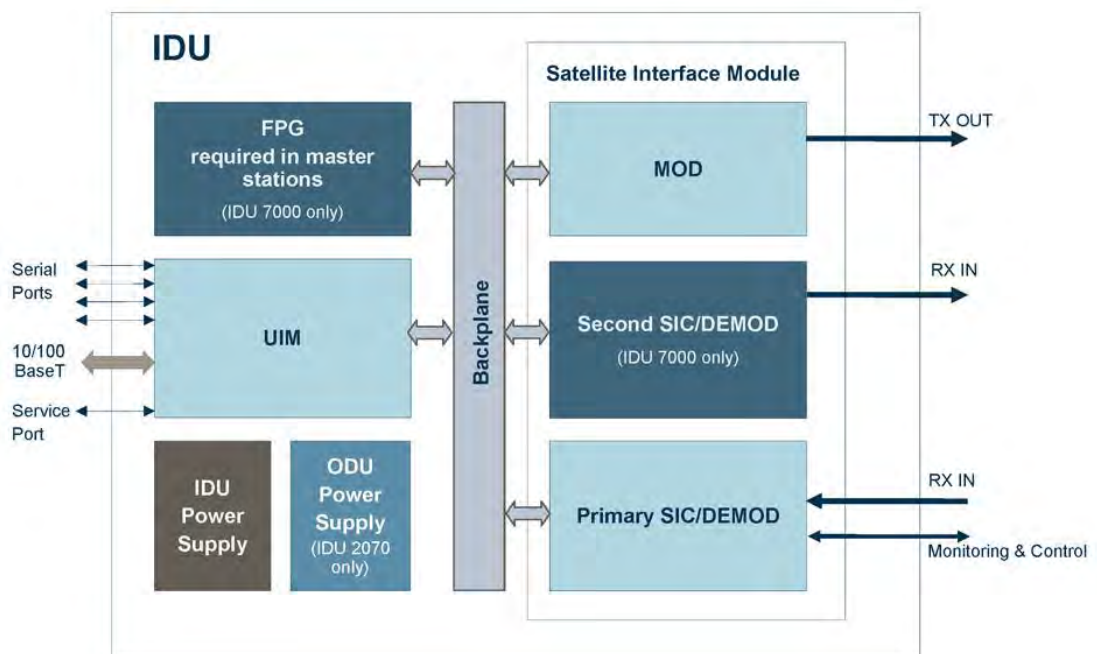 IDU
Satellite Interface Module
FPG
required in master
stations
(IDU 7000 only)
MOD
TX OUT
Serial
Ports
10/100
BaseT
Service
Port
UIM
Backplane
Second SIC/DEMOD
(IDU 7000 only)
RX IN
IDU
Power
Supply
ODU
Power
Supply
(IDU 2070
only)
Primary SIC/DEMOD
RX IN
Monitoring & Control